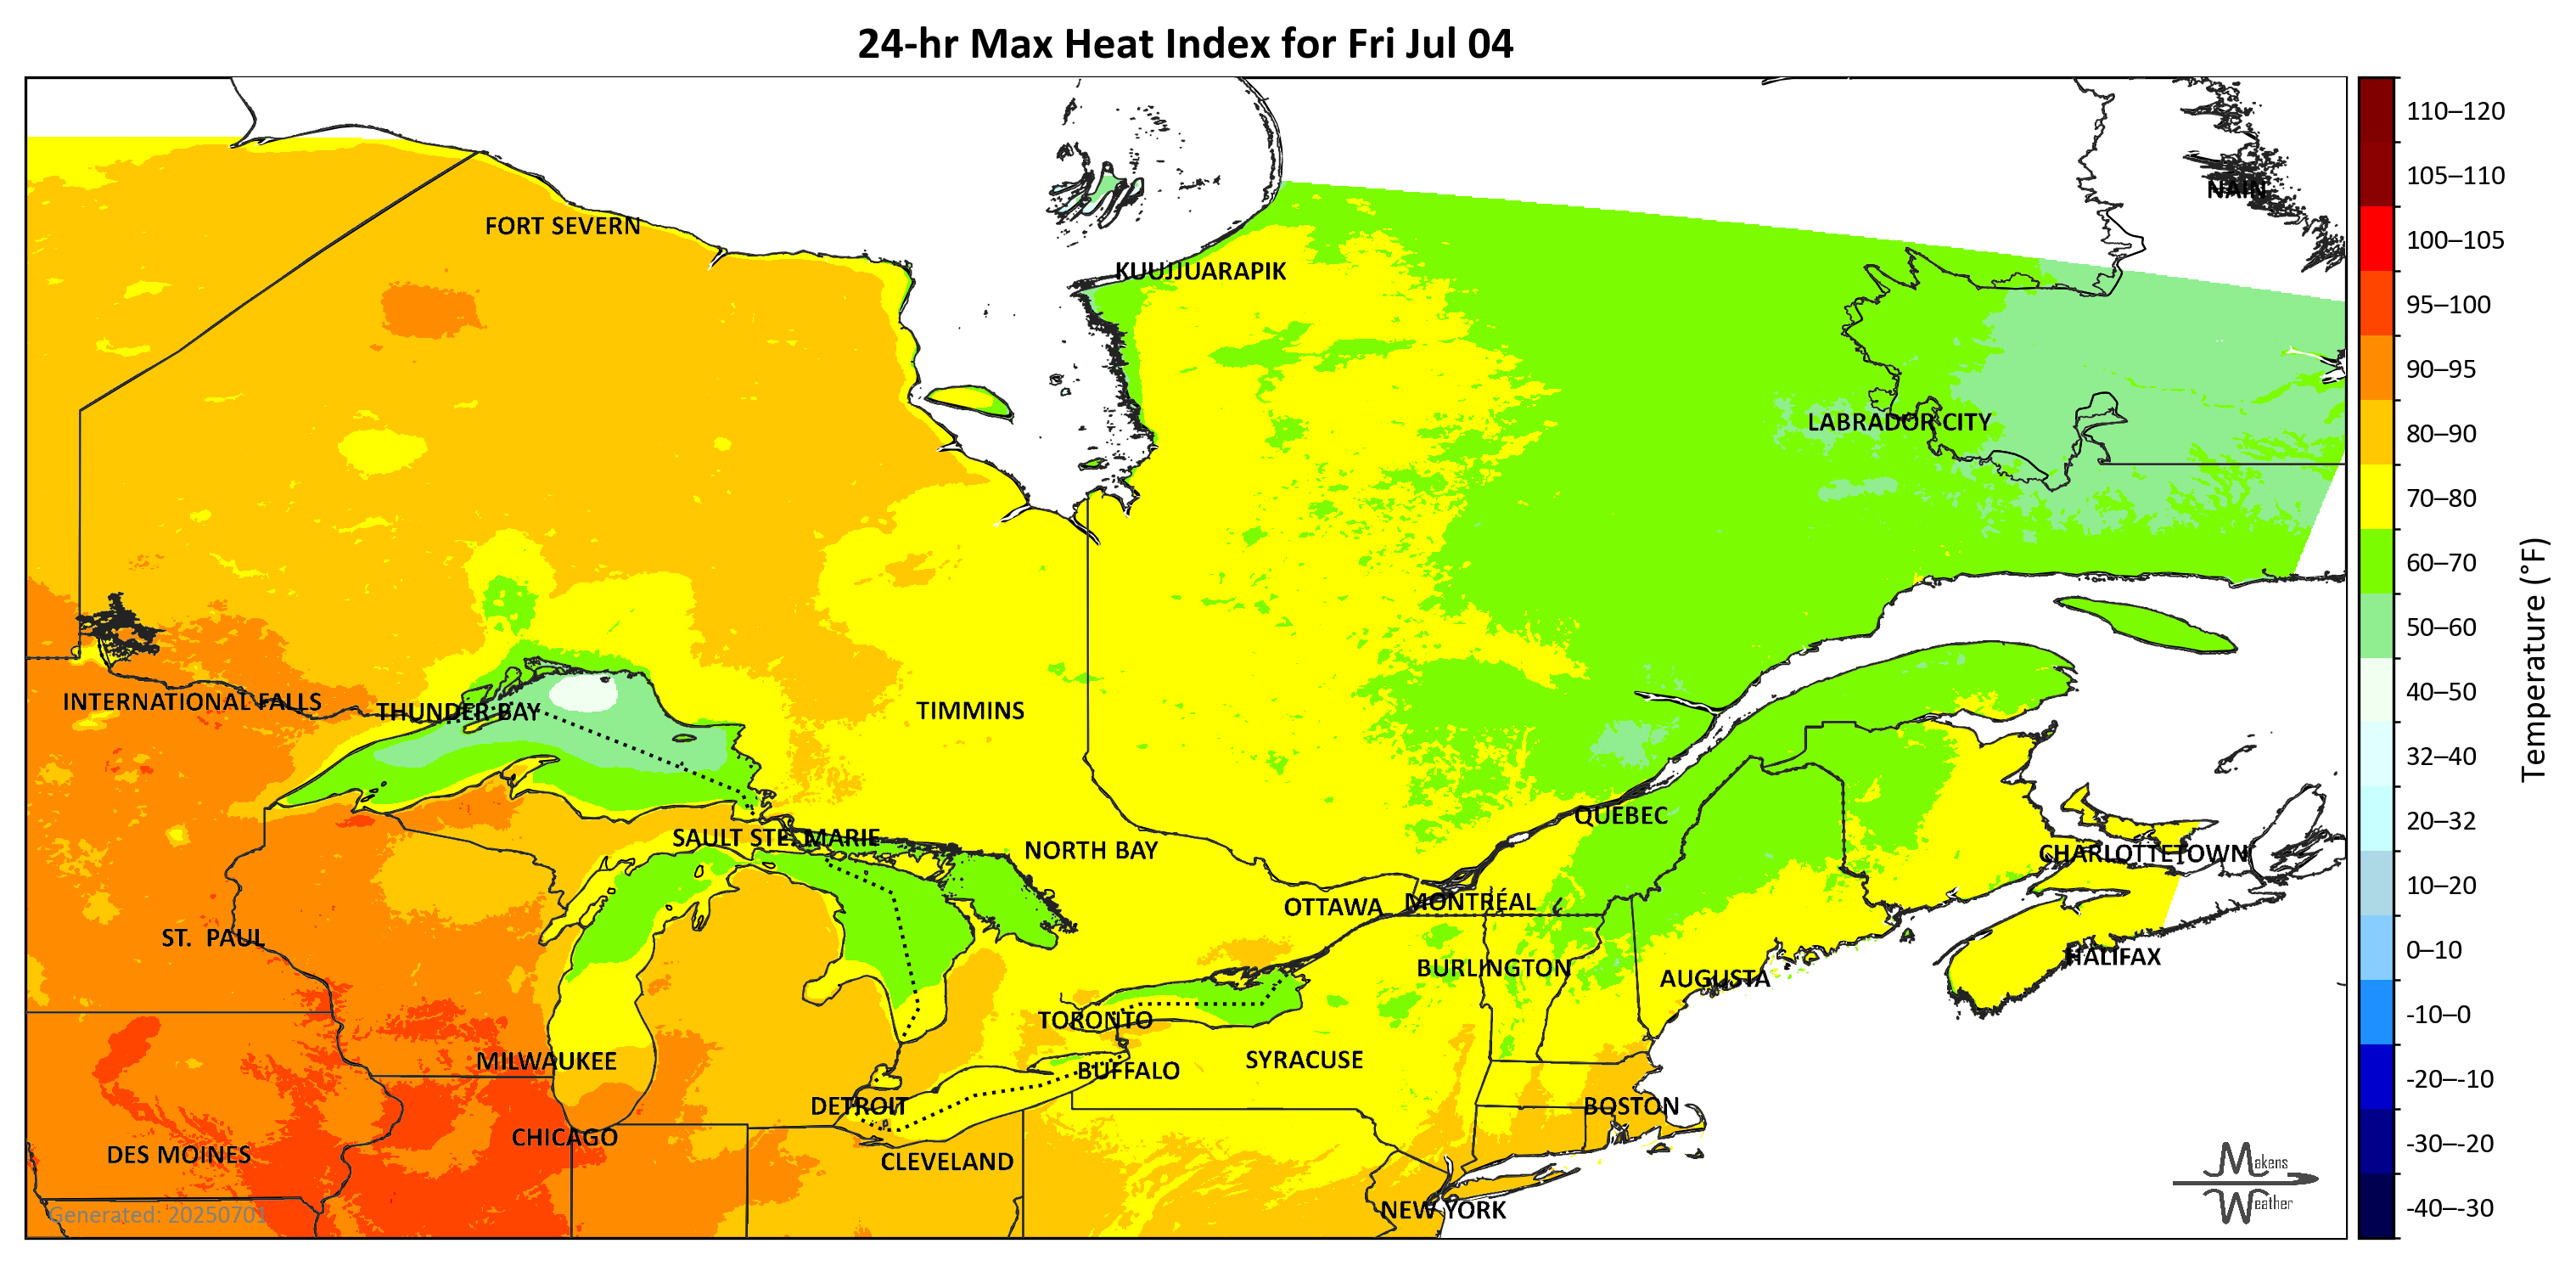 24-hr Max Heat Index for Fri Jul 04
110–120
105–110
NAIN
FORT SEVERN
100–105
KUUJJUARAPIK
95–100
90–95
LABRADOR CITY
80–90
70–80
60–70
50–60
Temperature (°F)
INTERNATIONAL FALLS
THUNDER BAY
TIMMINS
40–50
32–40
QUEBEC
20–32
SAULT STE. MARIE
NORTH BAY
CHARLOTTETOWN
10–20
OTTAWA
MONTRÉAL
ST. PAUL
0–10
HALIFAX
BURLINGTON
AUGUSTA
-10–0
TORONTO
MILWAUKEE
SYRACUSE
BUFFALO
-20–-10
DETROIT
BOSTON
CHICAGO
-30–-20
DES MOINES
CLEVELAND
Makens
Weather
-40–-30
NEW YORK
Generated: 20250701